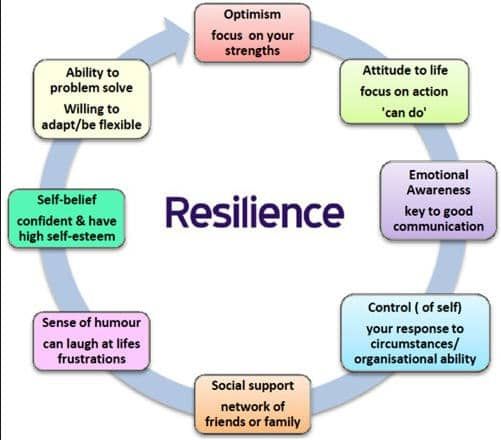 Optimism
focus on your
strengths
Attitude to life
focus on action
'can do'
Emotional
Awareness
key to good
communication
Control ( of self)
your response to
circumstances/
organisational ability
Social support
network of
friends or family
Sense of humour
can laugh at lifes
frustrations
Self-belief
confident & have
high self-esteem
Ability to
problem solve
Willing to
adapt/be flexible
Resilience